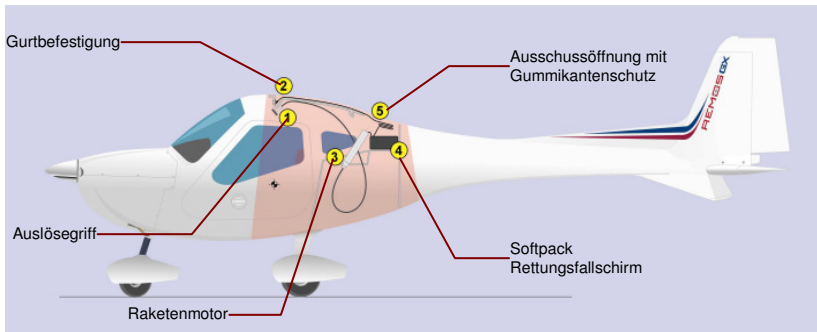 Gurtbefestigung
2
Ausschussöffnung mit
Gummikantenschutz
5
1
3
4
REMOS GX
Auslösegriff
Softpack
Rettungsfallschirm
Raketenmotor